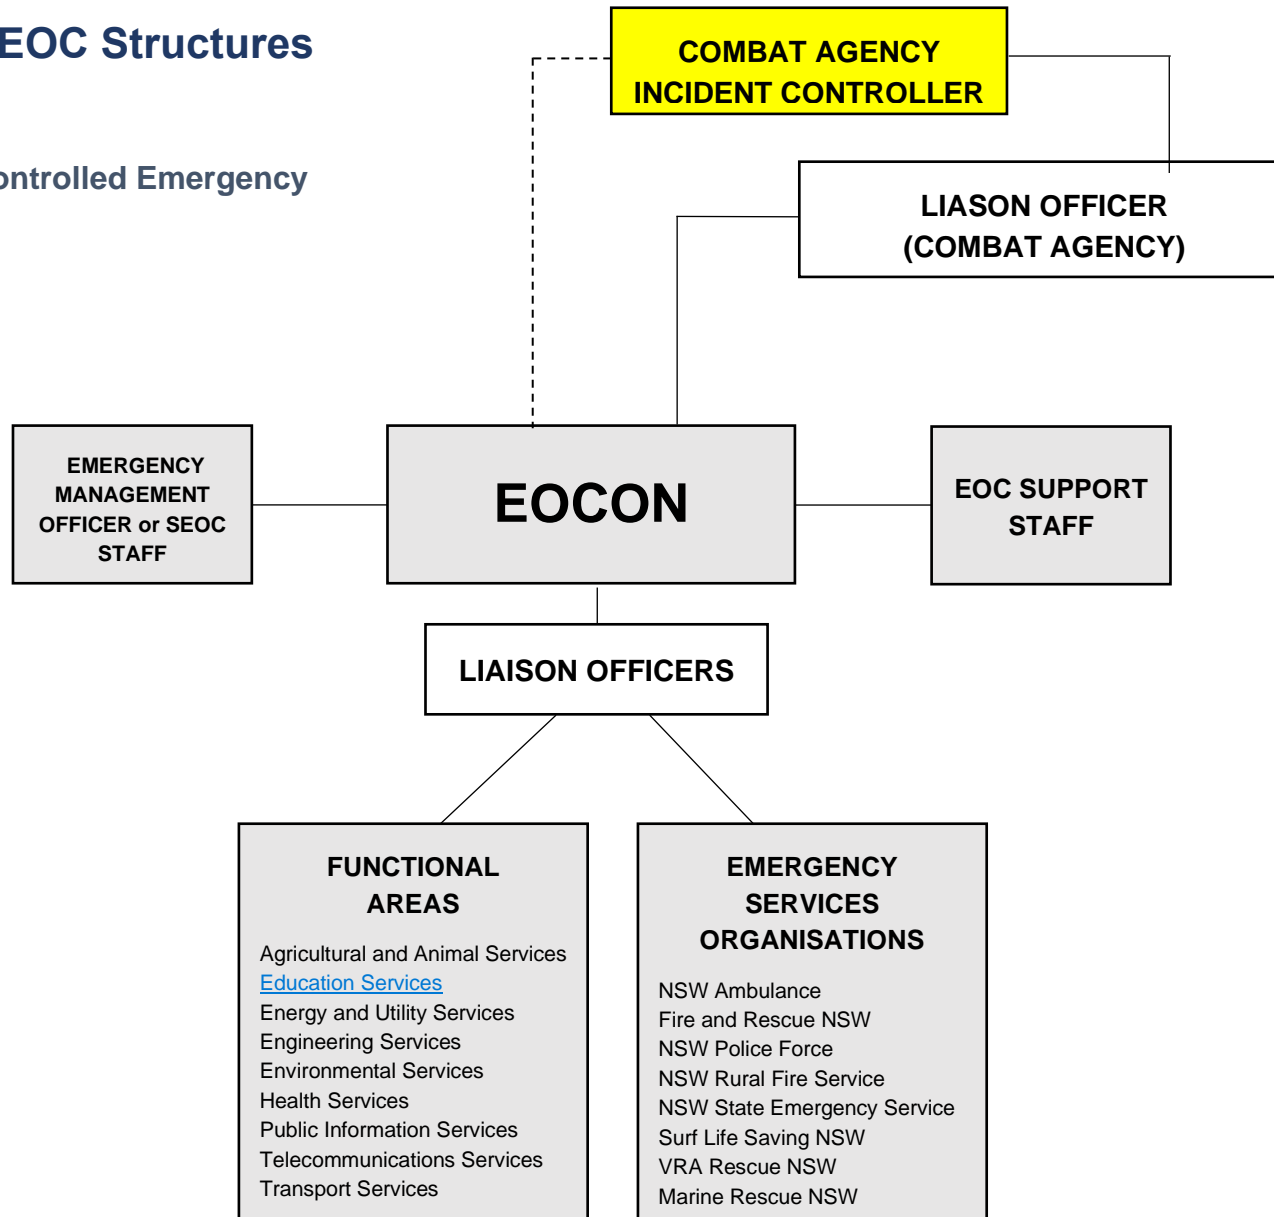 EOC Structures
ontrolled Emergency
COMBAT AGENCY
INCIDENT CONTROLLER
LIASON OFFICER
(COMBAT AGENCY)
EMERGENCY
MANAGEMENT
OFFICER or SEOC
STAFF
EOCON
EOC SUPPORT
STAFF
LIAISON OFFICERS
FUNCTIONAL
AREAS
Agricultural and Animal Services
Education Services
Energy and Utility Services
Engineering Services
Environmental Services
Health Services
Public Information Services
Telecommunications Services
Transport Services
EMERGENCY
SERVICES
ORGANISATIONS
NSW Ambulance
Fire and Rescue NSW
NSW Police Force
NSW Rural Fire Service
NSW State Emergency Service
Surf Life Saving NSW
VRA Rescue NSW
Marine Rescue NSW